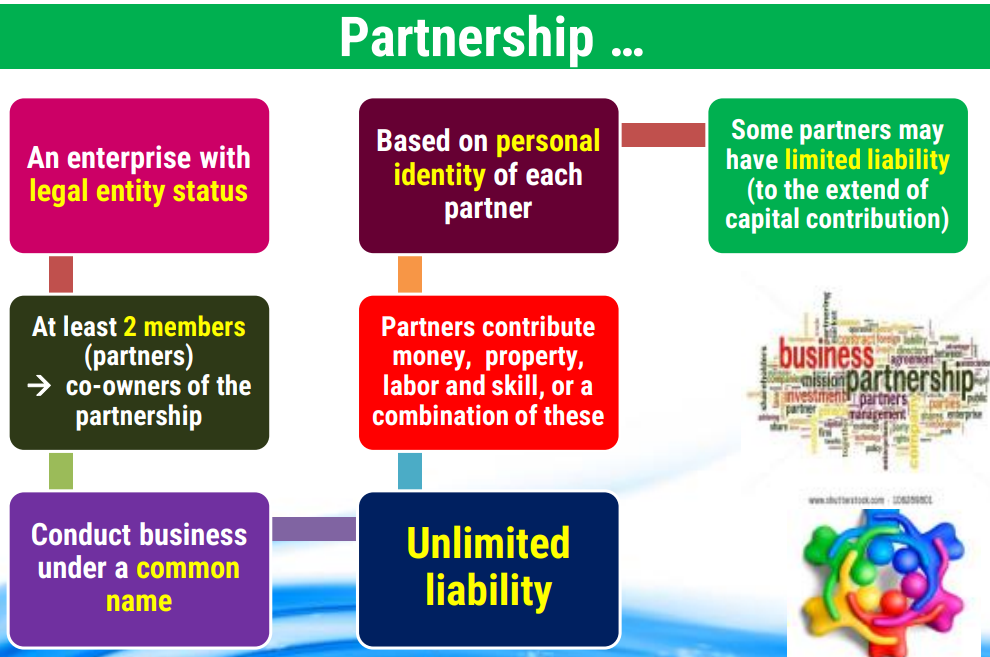 Partnership ...
An enterprise with
legal entity status
At least 2 members
(partners)
→ co-owners of the
partnership
Conduct business
under a common
name
Unlimited
liability
Partners contribute
money, property,
labor and skill, or a
combination of these
Based on personal
identity of each
partner
Some partners may
have limited liability
(to the extend of
capital contribution)
business
mission
partnership
investment
partners
partner
management
agreement
contract
enterprise
www.shutterstock.com